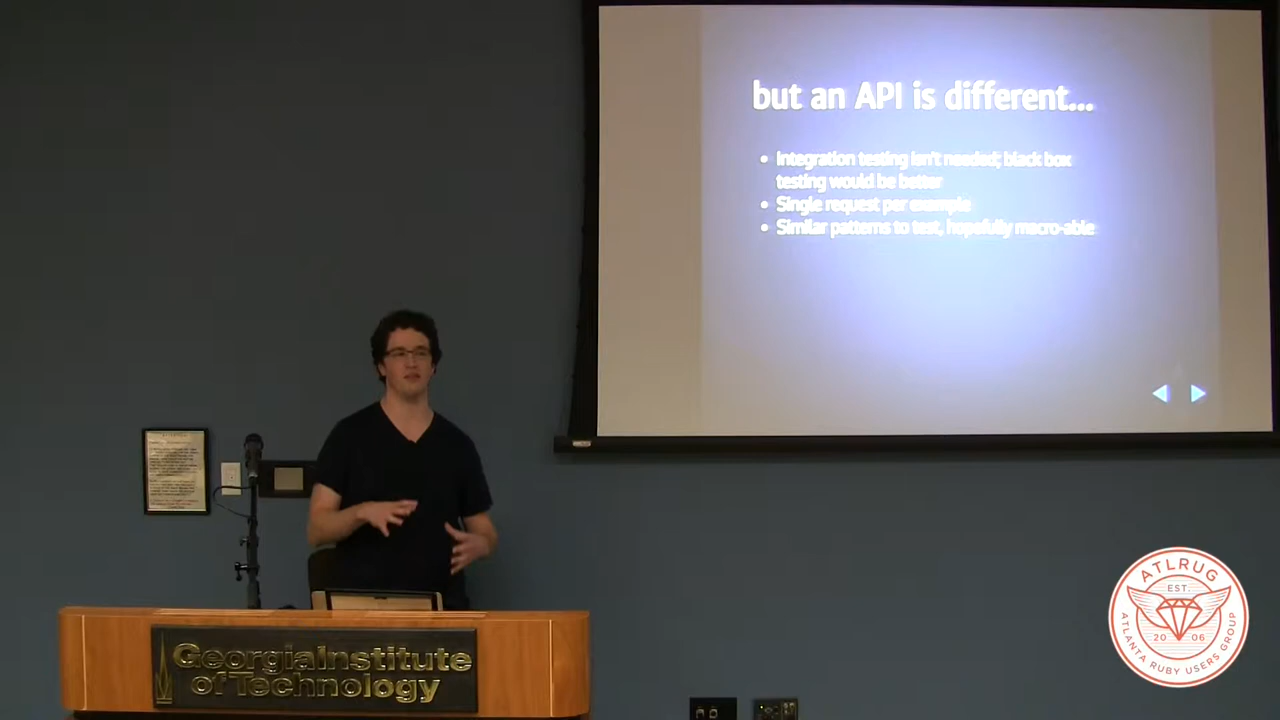 but an API is different...
• Integration testing isn't needed; black box
testing would be better
• Single request per example
• Similar patterns to test, hopefully macro-able
Georgia Institute
of Technology
ATLRUG
EST.
20 06
ATLANTA RUBY USERS GROUP